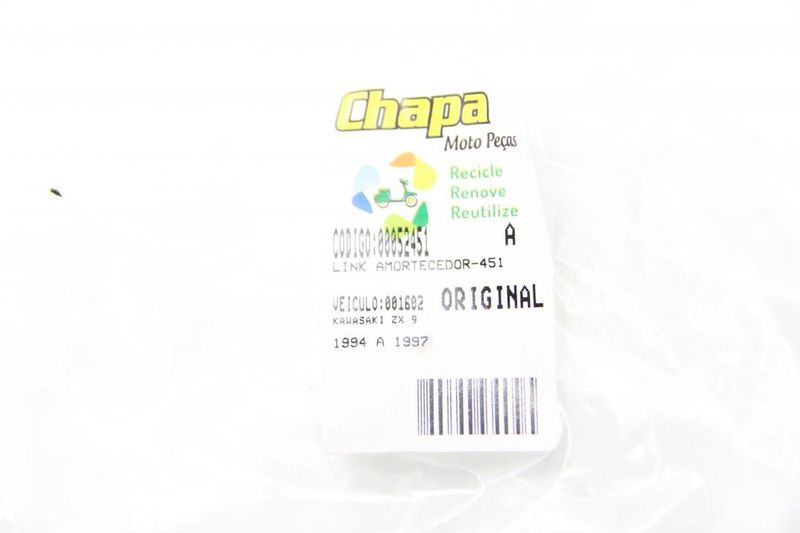 Chapa
Moto Peças
Recicle
Renove
Reutilize
CODIGO:00052451 A
LINK AMORTECEDOR-451
VEICULO:001602 ORIGINAL
KAWASAKI ZX 9
1994 A 1997